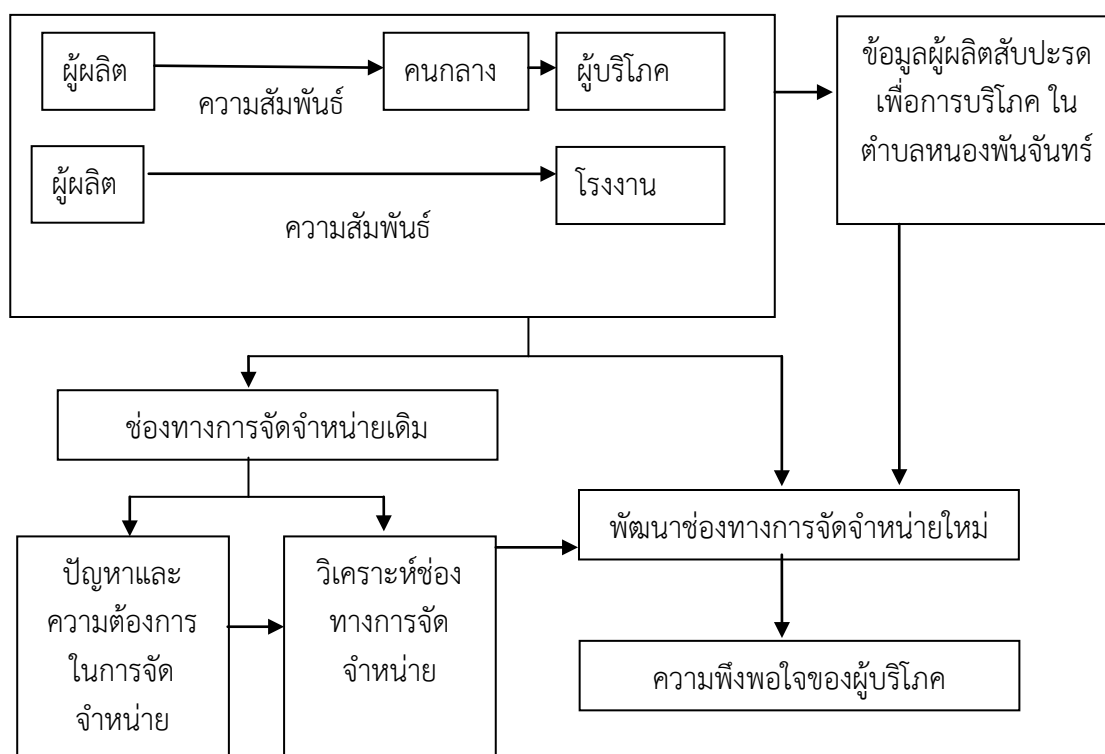 ผู้ผลิต
คนกลาง
ผู้บริโภค
ความสัมพันธ์
ผู้ผลิต
โรงงาน
ความสัมพันธ์
ข้อมูลผู้ผลิตสับปะรด
เพื่อการบริโภค ใน
ตำบลหนองพันจันทร์
ช่องทางการจัดจำหน่ายเดิม
ปัญหาและ
ความต้องการ
ในการจัด
จำหน่าย
วิเคราะห์ช่อง
ทางการจัด
จำหน่าย
พัฒนาช่องทางการจัดจำหน่ายใหม่
ความพึงพอใจของผู้บริโภค